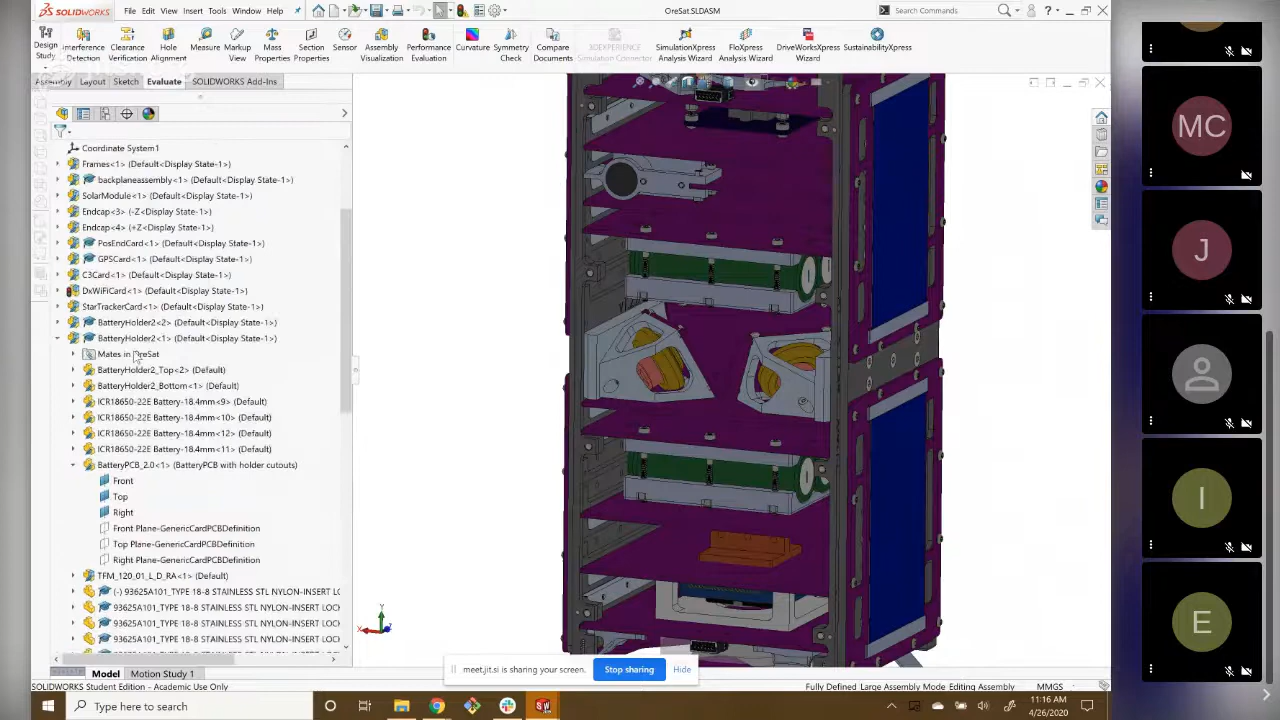 SOLIDWORKS File Edit View Insert Tools Window Help OreSat.SLDASM Search Commands ?
Design Study
Interference Detection
Clearance Verification
Hole Alignment
Measure
Markup View
Mass Properties
Section Properties
Sensor
Assembly Visualization
Performance Evaluation
Curvature
Symmetry Check
Compare Documents
3DEXPERIENCE Simulation Connector
SimulationXpress Analysis Wizard
FloXpress Analysis Wizard
DriveWorksXpress Wizard
SustainabilityXpress
Assembly Layout Sketch Evaluate SOLIDWORKS Add-Ins
Coordinate System1
Frames<1> (Default<Display State-1>)
backplaneassembly<1> (Default<Display State-1>)
SolarModule<1> (Default<Display State-1>)
Endcap<3> (-Z<Display State-1>)
Endcap<4> (+Z<Display State-1>)
PosEndCard<1> (Default<Display State-1>)
GPSCard<1> (Default<Display State-1>)
C3Card<1> (Default<Display State-1>)
DxWiFiCard<1> (Default<Display State-1>)
StarTrackerCard<1> (Default<Display State-1>)
BatteryHolder2<2> (Default<Display State-1>)
BatteryHolder2<1> (Default<Display State-1>)
Mates in OreSat
BatteryHolder2_Top<2> (Default)
BatteryHolder2_Bottom<1> (Default)
ICR18650-22E Battery-18.4mm<9> (Default)
ICR18650-22E Battery-18.4mm<10> (Default)
ICR18650-22E Battery-18.4mm<12> (Default)
ICR18650-22E Battery-18.4mm<11> (Default)
BatteryPCB_2.0<1> (BatteryPCB with holder cutouts)
Front
Top
Right
Front Plane-GenericCardPCBDefinition
Top Plane-GenericCardPCBDefinition
Right Plane-GenericCardPCBDefinition
TFM_120_01_L_D_RA<1> (Default)
(-) 93625A101_TYPE 18-8 STAINLESS STL NYLON-INSERT LO
93625A101_TYPE 18-8 STAINLESS STL NYLON-INSERT LOCK
93625A101_TYPE 18-8 STAINLESS STL NYLON-INSERT LOCK
93625A101_TYPE 18-8 STAINLESS STL NYLON-INSERT LOCK
Y
X
Z
MC
J
I
E
meet.jit.si is sharing your screen. Stop sharing Hide
Model Motion Study 1
SOLIDWORKS Student Edition - Academic Use Only Fully Defined Large Assembly Mode Editing Assembly MMGS
Type here to search
SW
11:16 AM
4/26/2020